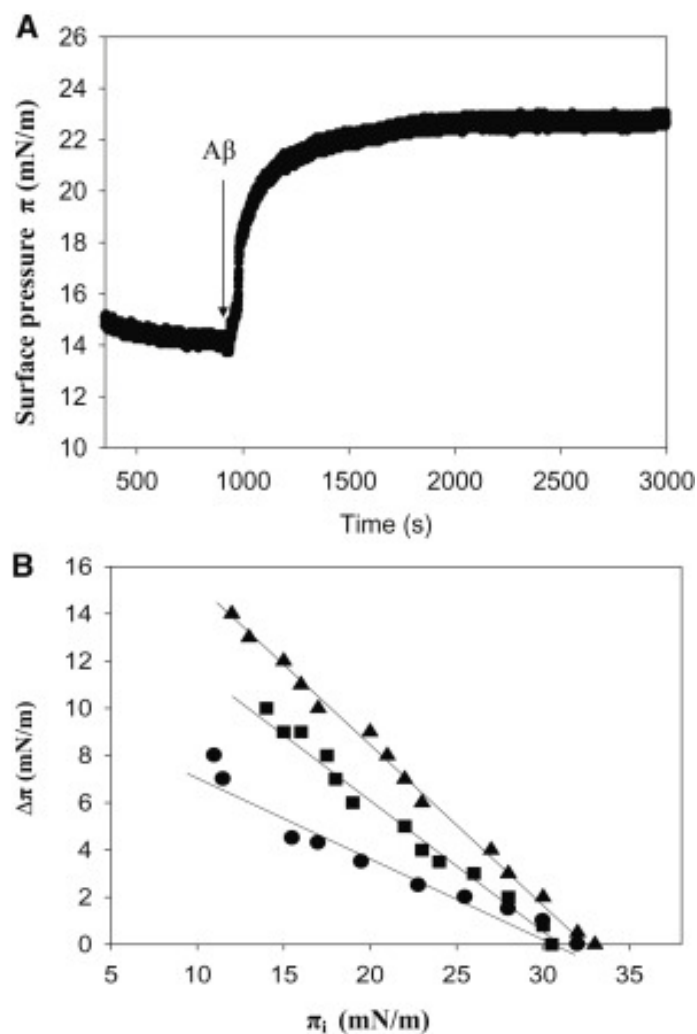 A
26
24
22
20
18
16
14
12
10
Surface pressure π (mN/m)
Aβ
500 1000 1500 2000 2500 3000
Time (s)
B
16
14
12
10
8
6
4
2
0
Δπ (mN/m)
5 10 15 20 25 30 35
πi (mN/m)